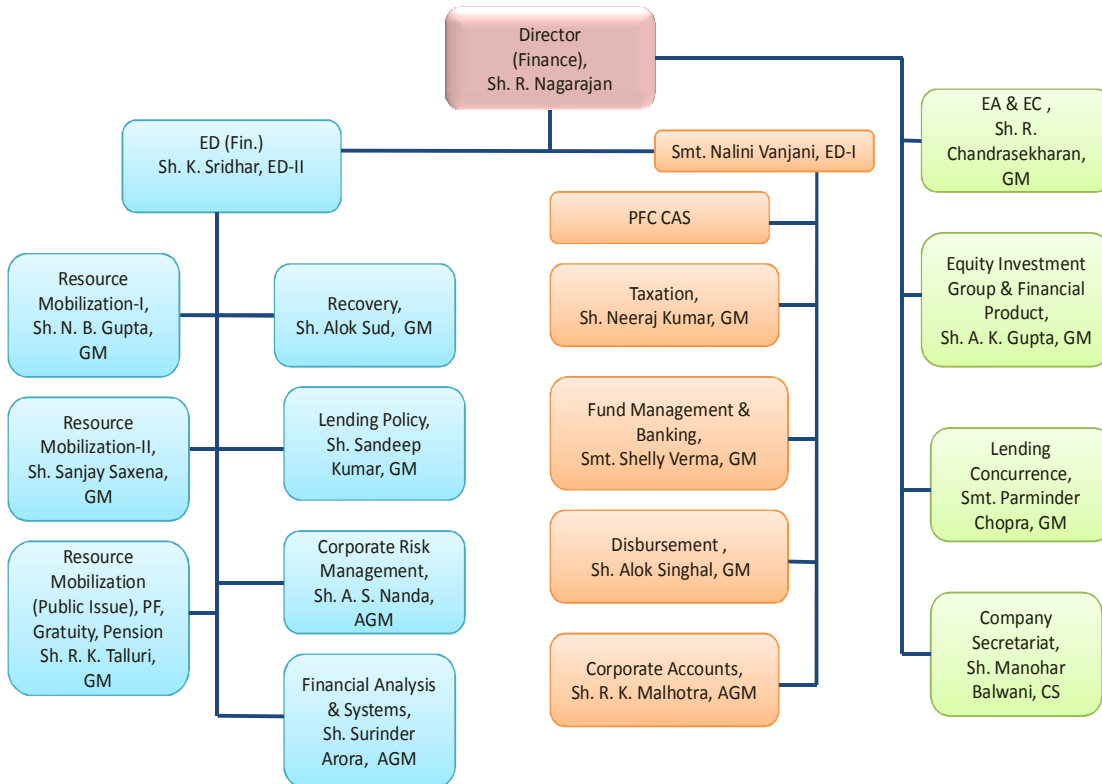 Director
(Finance),
Sh. R. Nagarajan
ED (Fin.)
Sh. K. Sridhar, ED-II
Resource
Mobilization-I,
Sh. N. B. Gupta,
GM
Recovery,
Sh. Alok Sud, GM
Resource
Mobilization-II,
Sh. Sanjay Saxena,
GM
Lending Policy,
Sh. Sandeep
Kumar, GM
Resource
Mobilization
(Public Issue), PF,
Gratuity, Pension
Sh. R. K. Talluri,
GM
Corporate Risk
Management,
Sh. A. S. Nanda,
AGM
Financial Analysis
& Systems,
Sh. Surinder
Arora, AGM
Smt. Nalini Vanjani, ED-I
PFC CAS
Taxation,
Sh. Neeraj Kumar, GM
Fund Management &
Banking,
Smt. Shelly Verma, GM
Disbursement ,
Sh. Alok Singhal, GM
Corporate Accounts,
Sh. R. K. Malhotra, AGM
EA & EC ,
Sh. R.
Chandrasekharan,
GM
Equity Investment
Group & Financial
Product,
Sh. A. K. Gupta, GM
Lending
Concurrence,
Smt. Parminder
Chopra, GM
Company
Secretariat,
Sh. Manohar
Balwani, CS